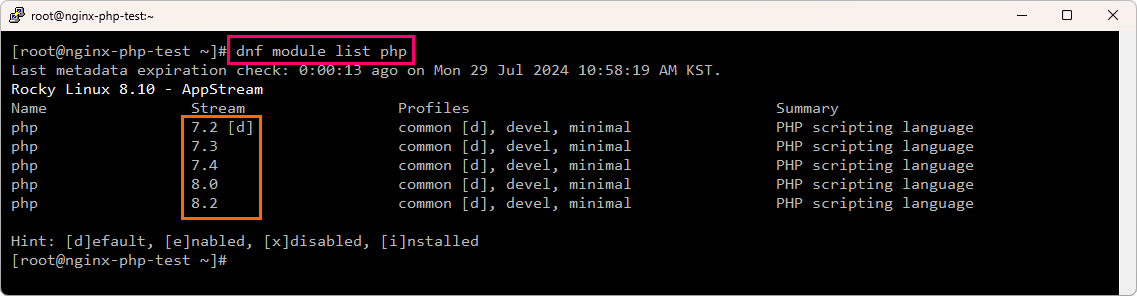 root@nginx-php-test:~
[root@nginx-php-test ~]# dnf module list php
Last metadata expiration check: 0:00:13 ago on Mon 29 Jul 2024 10:58:19 AM KST.
Rocky Linux 8.10 - AppStream
Name Stream Profiles Summary
php 7.2 [d] common [d], devel, minimal PHP scripting language
php 7.3 common [d], devel, minimal PHP scripting language
php 7.4 common [d], devel, minimal PHP scripting language
php 8.0 common [d], devel, minimal PHP scripting language
php 8.2 common [d], devel, minimal PHP scripting language
Hint: [d]efault, [e]nabled, [x]disabled, [i]nstalled
[root@nginx-php-test ~]#